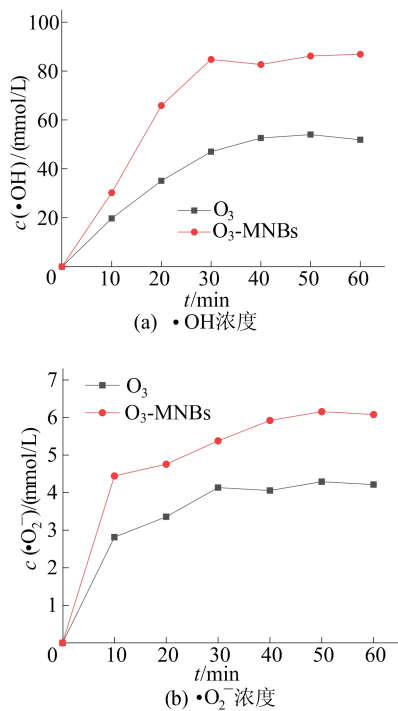 100
80
60
40
20
0
c(•OH)/(mmol/L)
O₃
O₃-MNBs
10 20 30 40 50 60
t/min
(a) •OH浓度
7
6
5
4
3
2
1
0
c(•O₂⁻)/(mmol/L)
O₃
O₃-MNBs
10 20 30 40 50 60
t/min
(b) •O₂⁻浓度